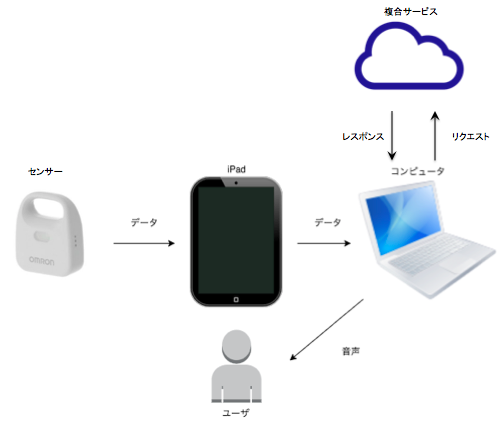 複合サービス
レスポンス
リクエスト
センサー
iPad
コンピュータ
データ
データ
OMRON
音声
ユーザ